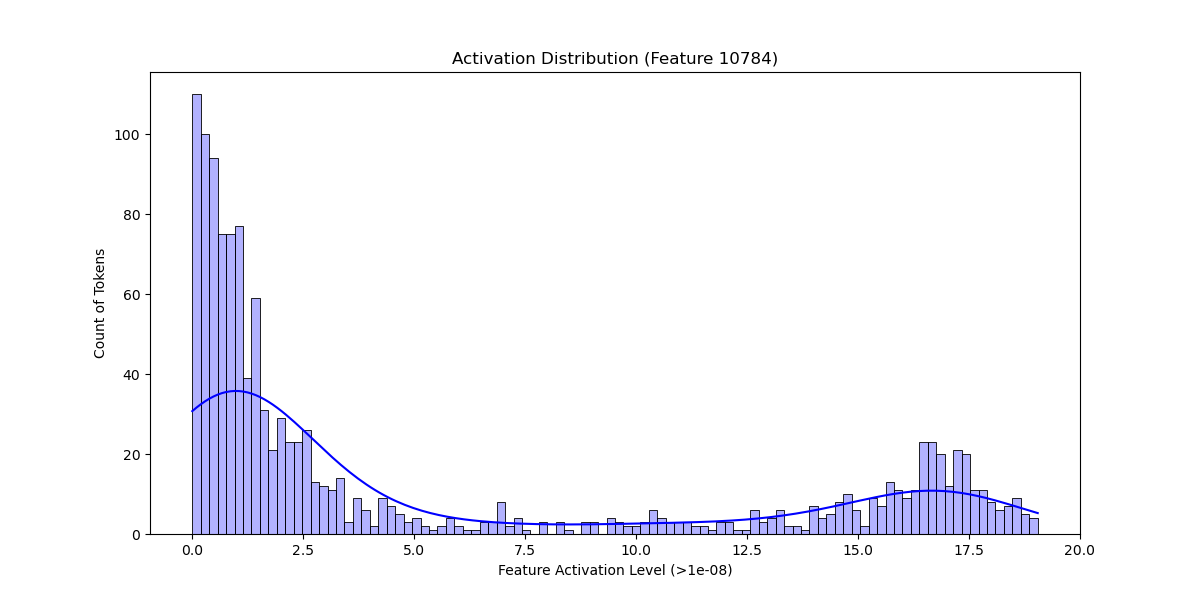 Activation Distribution (Feature 10784)
Count of Tokens
100
80
60
40
20
0
0.0 2.5 5.0 7.5 10.0 12.5 15.0 17.5 20.0
Feature Activation Level (>1e-08)